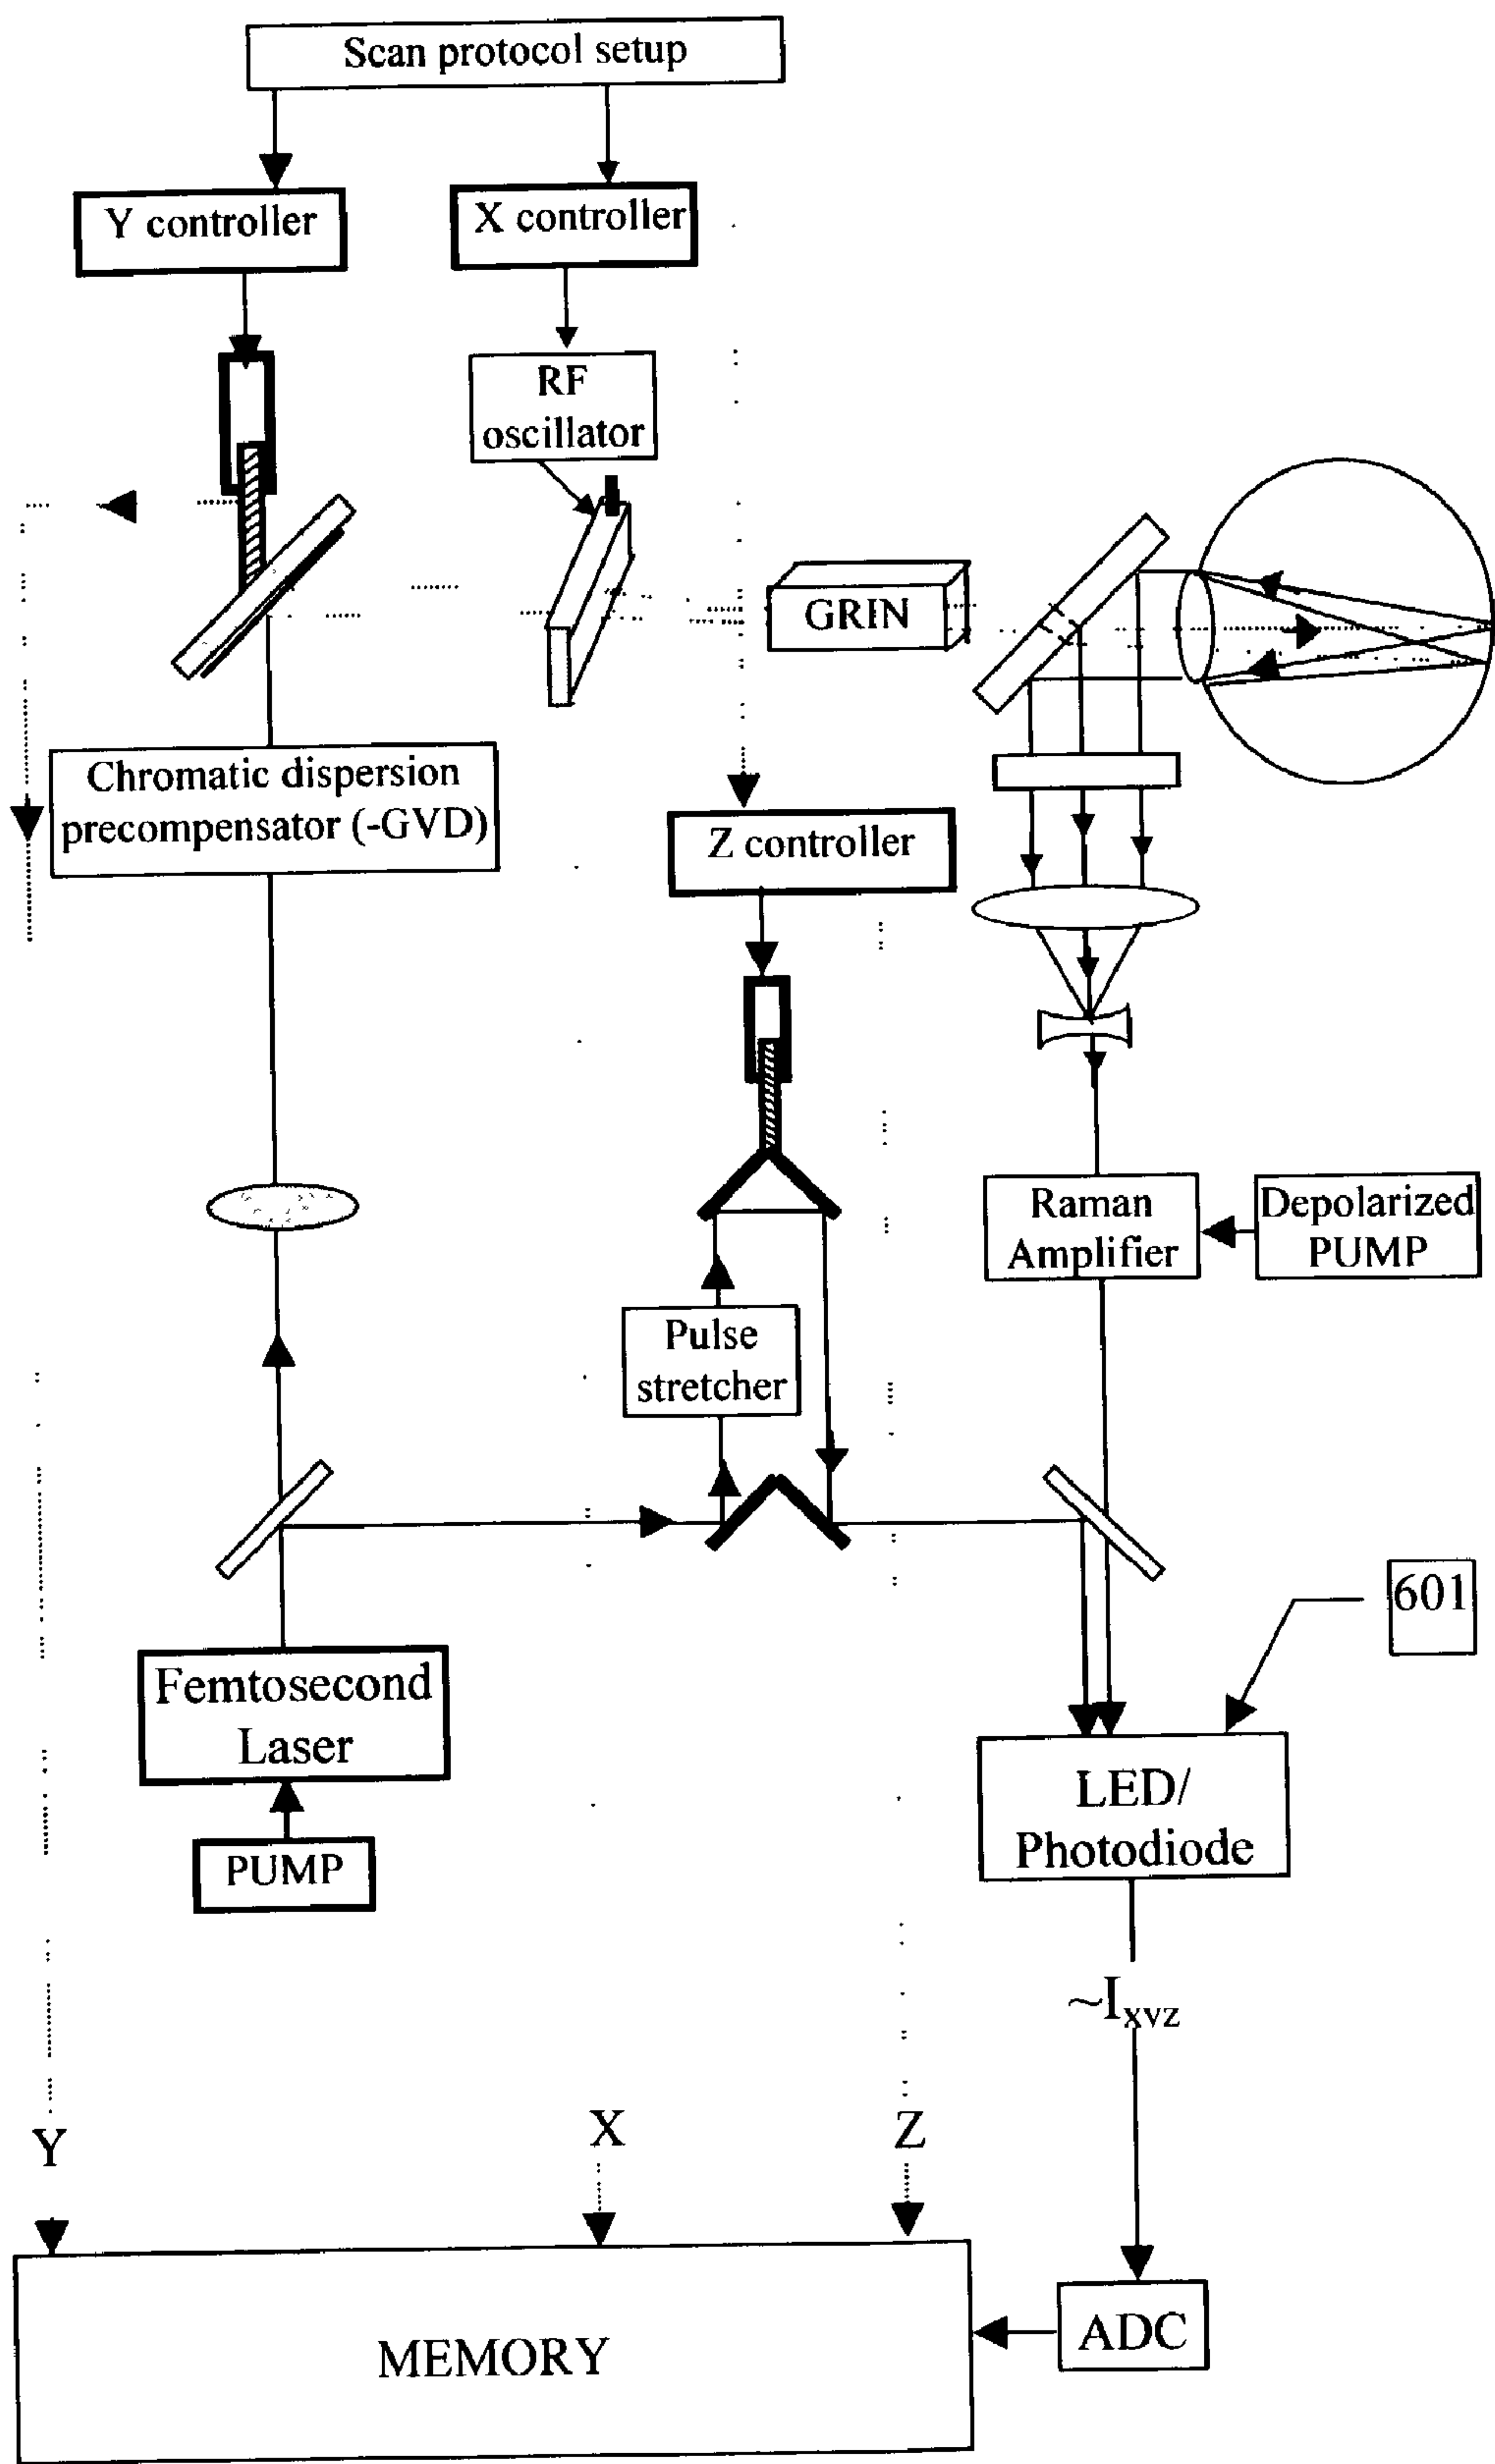 Scan protocol setup
Y controller
X controller
RF
oscillator
GRIN
Chromatic dispersion
precompensator (-GVD)
Z controller
Raman
Amplifier
Depolarized
PUMP
Pulse
stretcher
601
Femtosecond
Laser
LED/
Photodiode
PUMP
~Ixvz
Y
X
Z
MEMORY
ADC